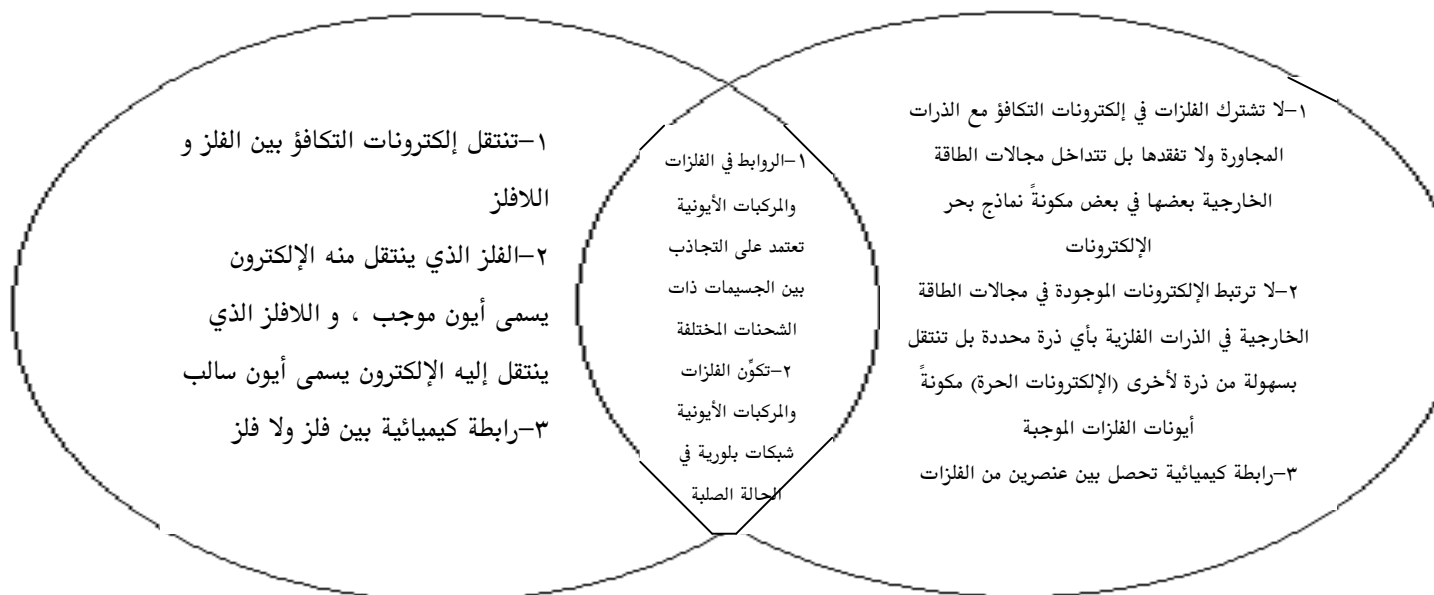 ١–لا تشترك الفلزات في إلكترونات التكافؤ مع الذرات
المجاورة ولا تفقدها بل تتداخل مجالات الطاقة
الخارجية بعضها في بعض مكونةً نماذج بحر
الإلكترونات
٢–لا ترتبط الإلكترونات الموجودة في مجالات الطاقة
الخارجية في الذرات الفلزية بأي ذرة محددة بل تنتقل
بسهولة من ذرة لأخرى (الإلكترونات الحرة) مكونةً
أيونات الفلزات الموجبة
٣–رابطة كيميائية تحصل بين عنصرين من الفلزات
١–الروابط في الفلزات
والمركبات الأيونية
تعتمد على التجاذب
بين الجسيمات ذات
الشحنات المختلفة
٢–تكوِّن الفلزات
والمركبات الأيونية
شبكات بلورية في
الحالة الصلبة
١–تنتقل إلكترونات التكافؤ بين الفلز و
اللافلز
٢–الفلز الذي ينتقل منه الإلكترون
يسمى أيون موجب ، و اللافلز الذي
ينتقل إليه الإلكترون يسمى أيون سالب
٣–رابطة كيميائية بين فلز ولا فلز